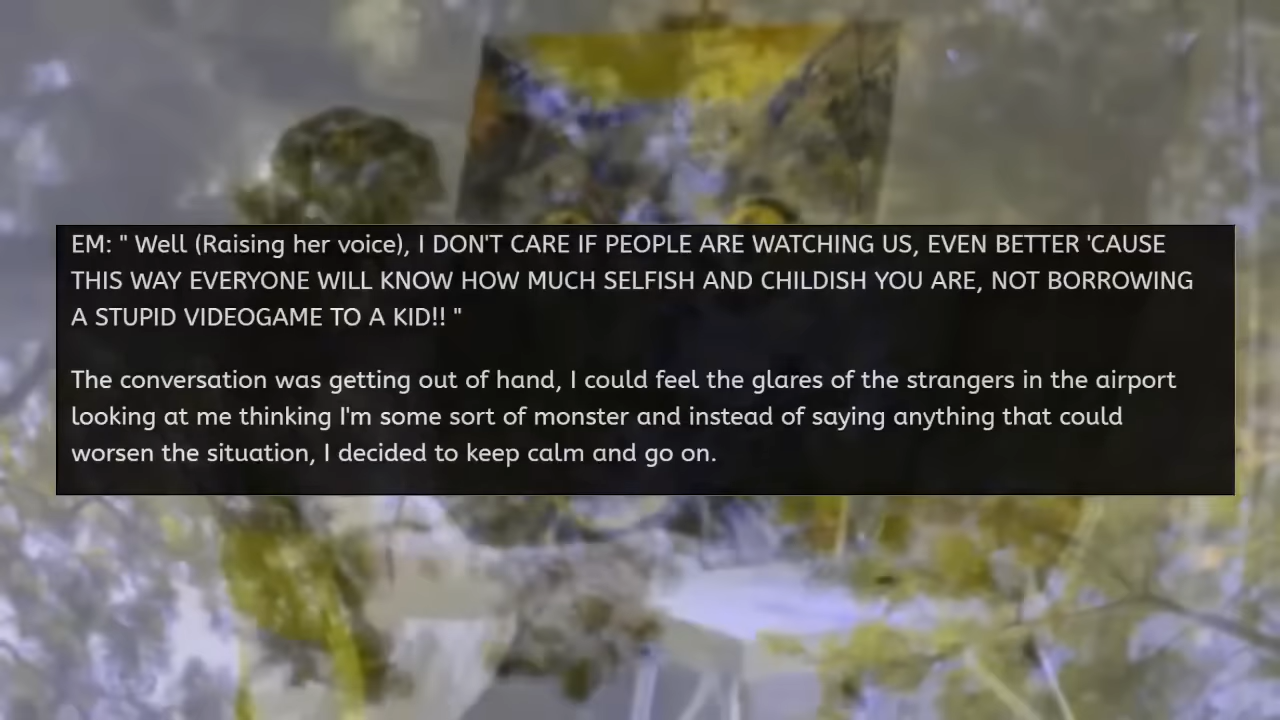 EM: " Well (Raising her voice), I DON'T CARE IF PEOPLE ARE WATCHING US, EVEN BETTER 'CAUSE
THIS WAY EVERYONE WILL KNOW HOW MUCH SELFISH AND CHILDISH YOU ARE, NOT BORROWING
A STUPID VIDEOGAME TO A KID!! "
The conversation was getting out of hand, I could feel the glares of the strangers in the airport
looking at me thinking I'm some sort of monster and instead of saying anything that could
worsen the situation, I decided to keep calm and go on.